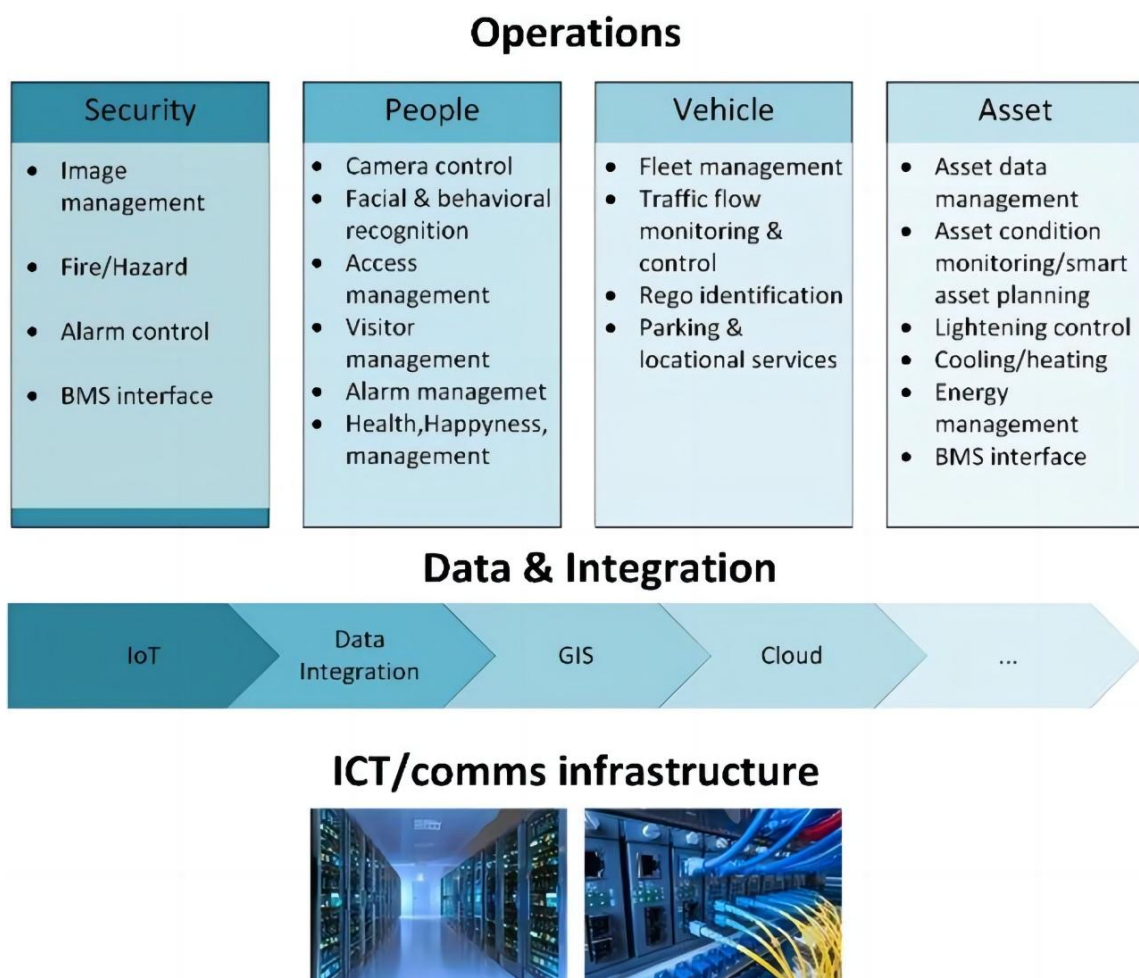 Operations
Security
• Image
management
• Fire/Hazard
• Alarm control
• BMS interface
People
• Camera control
• Facial & behavioral
recognition
• Access
management
• Visitor
management
• Alarm managemet
• Health,Happyness,
management
Vehicle
• Fleet management
• Traffic flow
monitoring &
control
• Rego identification
• Parking &
locational services
Asset
• Asset data
management
• Asset condition
monitoring/smart
asset planning
• Lightening control
• Cooling/heating
• Energy
management
• BMS interface
Data & Integration
IoT
Data
Integration
GIS
Cloud
...
ICT/comms infrastructure